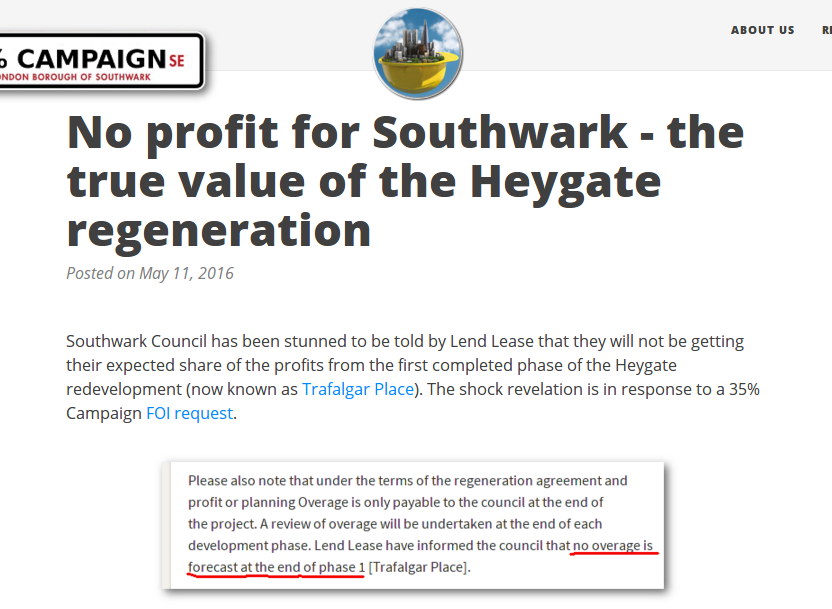 ABOUT US
% CAMPAIGN SE
LONDON BOROUGH OF SOUTHWARK
No profit for Southwark - the
true value of the Heygate
regeneration
Posted on May 11, 2016
Southwark Council has been stunned to be told by Lend Lease that they will not be getting
their expected share of the profits from the first completed phase of the Heygate
redevelopment (now known as Trafalgar Place). The shock revelation is in response to a 35%
Campaign FOI request.
Please also note that under the terms of the regeneration agreement and
profit or planning Overage is only payable to the council at the end of
the project. A review of overage will be undertaken at the end of each
development phase. Lend Lease have informed the council that no overage is
forecast at the end of phase 1 [Trafalgar Place].